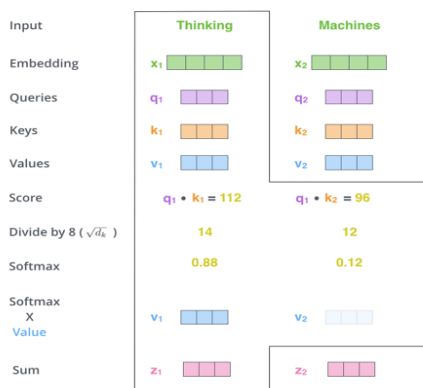 Input Thinking Machines
Embedding x₁ x₂
Queries q₁ q₂
Keys k₁ k₂
Values v₁ v₂
Score q₁ • k₁ = 112 q₁ • k₂ = 96
Divide by 8 ( √dₖ ) 14 12
Softmax 0.88 0.12
Softmax
X v₁ v₂
Value
Sum z₁ z₂